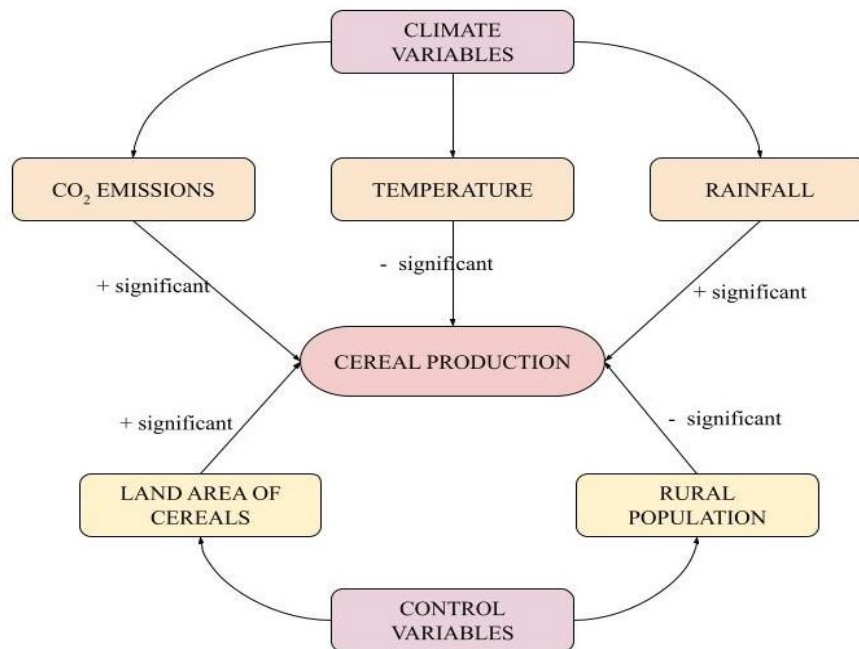 CLIMATE
VARIABLES
CO₂ EMISSIONS
TEMPERATURE
RAINFALL
+ significant
- significant
+ significant
CEREAL PRODUCTION
+ significant
- significant
LAND AREA OF
CEREALS
RURAL
POPULATION
CONTROL
VARIABLES